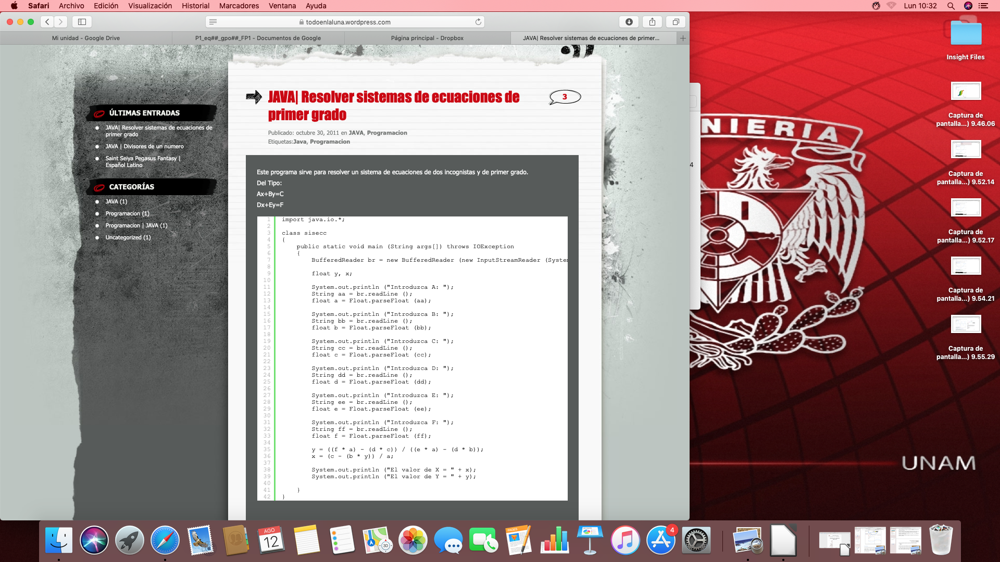 Safari Archivo Edición Visualización Historial Marcadores Ventana Ayuda Lun 10:32
todoenlaluna.wordpress.com
Mi unidad - Google Drive P1_eq##_gpo##_FP1 - Documentos de Google Página principal - Dropbox JAVA| Resolver sistemas de ecuaciones de primer...
ÚLTIMAS ENTRADAS
JAVA| Resolver sistemas de ecuaciones de
primer grado
JAVA | Divisores de un numero
Saint Seiya Pegasus Fantasy |
Español Latino
CATEGORÍAS
JAVA (1)
Programacion (1)
Programacion | JAVA (1)
Uncategorized (1)
JAVA| Resolver sistemas de ecuaciones de
primer grado
3
Publicado: octubre 30, 2011 en JAVA, Programacion
Etiquetas:Java, Programacion
Este programa sirve para resolver un sistema de ecuaciones de dos incognistas y de primer grado.
Del Tipo:
Ax+By=C
Dx+Ey=F
1 import java.io.*;
2
3 class sisecc
4 {
5 public static void main (String args[]) throws IOException
6 {
7 BufferedReader br = new BufferedReader (new InputStreamReader (System
8
9 float y, x;
10
11 System.out.println ("Introduzca A: ");
12 String aa = br.readLine ();
13 float a = Float.parseFloat (aa);
14
15 System.out.println ("Introduzca B: ");
16 String bb = br.readLine ();
17 float b = Float.parseFloat (bb);
18
19 System.out.println ("Introduzca C: ");
20 String cc = br.readLine ();
21 float c = Float.parseFloat (cc);
22
23 System.out.println ("Introduzca D: ");
24 String dd = br.readLine ();
25 float d = Float.parseFloat (dd);
26
27 System.out.println ("Introduzca E: ");
28 String ee = br.readLine ();
29 float e = Float.parseFloat (ee);
30
31 System.out.println ("Introduzca F: ");
32 String ff = br.readLine ();
33 float f = Float.parseFloat (ff);
34
35 y = ((f * a) - (d * c)) / ((e * a) - (d * b));
36 x = (c - (b * y)) / a;
37
38 System.out.println ("El valor de X = " + x);
39 System.out.println ("El valor de Y = " + y);
40
41 }
42 }
4
NIERIA
UNAM
Insight Files
Captura de
pantalla...) 9.46.06
Captura de
pantalla...) 9.52.14
Captura de
pantalla...) 9.52.17
Captura de
pantalla...) 9.54.21
Captura de
pantalla...) 9.55.29
AGO
12
PAGES
3D
4